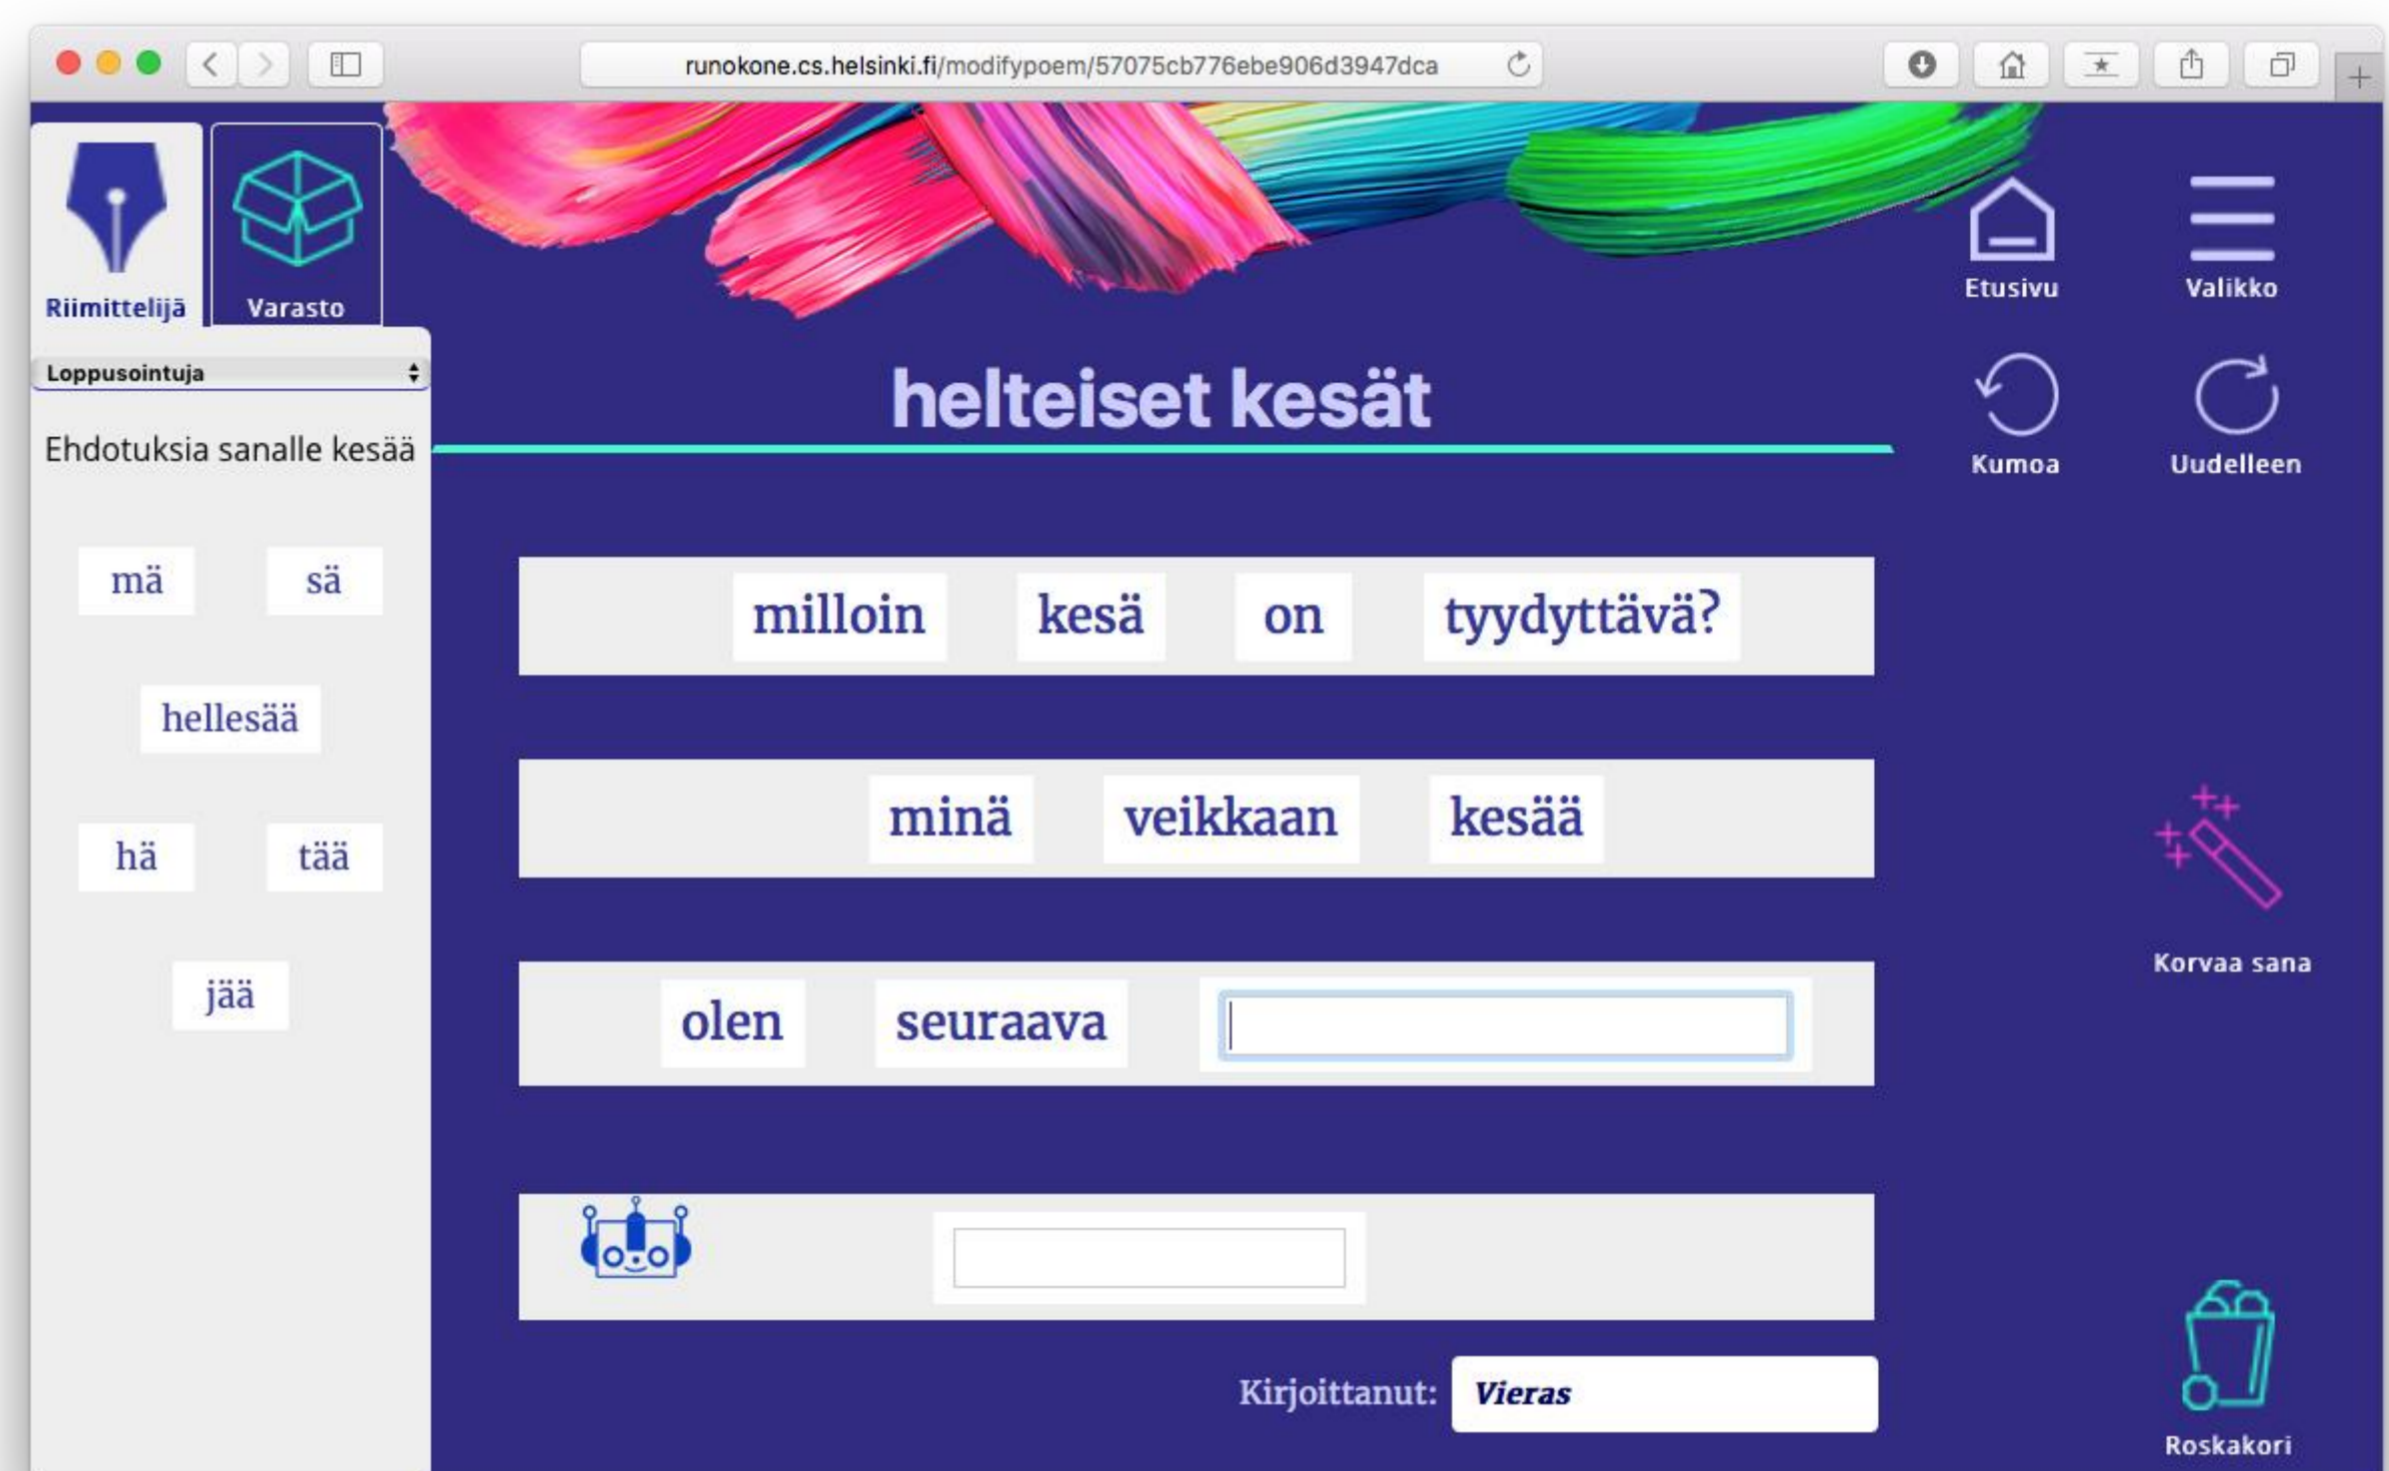 runokone.cs.helsinki.fi/modifypoem/57075cb776ebe906d3947dca
Riimittelijä
Varasto
Etusivu
Valikko
Loppusointuja
helteiset kesät
Kumoa
Uudelleen
Ehdotuksia sanalle kesää
mä sä
hellesää
hä tää
jää
milloin kesä on tyydyttävä?
minä veikkaan kesää
olen seuraava
Korvaa sana
Kirjoittanut: Vieras
Roskakori